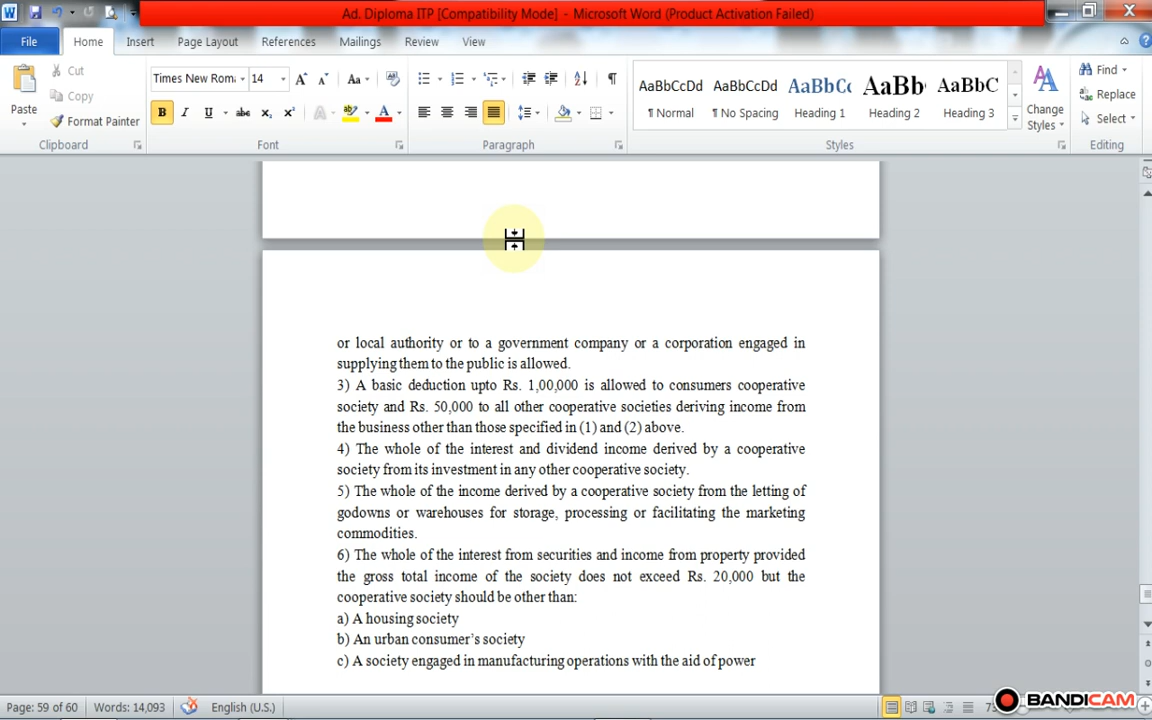 Ad. Diploma ITP [Compatibility Mode] - Microsoft Word (Product Activation Failed)
File Home Insert Page Layout References Mailings Review View
Paste
Cut
Copy
Format Painter
Clipboard
Times New Rom 14
Font
Paragraph
AaBbCcDd AaBbCcDd AaBbCc AaBb AaBbC
¶ Normal ¶ No Spacing Heading 1 Heading 2 Heading 3
Styles
Change Styles
Find
Replace
Select
Editing
or local authority or to a government company or a corporation engaged in
supplying them to the public is allowed.
3) A basic deduction upto Rs. 1,00,000 is allowed to consumers cooperative
society and Rs. 50,000 to all other cooperative societies deriving income from
the business other than those specified in (1) and (2) above.
4) The whole of the interest and dividend income derived by a cooperative
society from its investment in any other cooperative society.
5) The whole of the income derived by a cooperative society from the letting of
godowns or warehouses for storage, processing or facilitating the marketing
commodities.
6) The whole of the interest from securities and income from property provided
the gross total income of the society does not exceed Rs. 20,000 but the
cooperative society should be other than:
a) A housing society
b) An urban consumer's society
c) A society engaged in manufacturing operations with the aid of power
Page: 59 of 60 Words: 14,093 English (U.S.)
BANDICAM